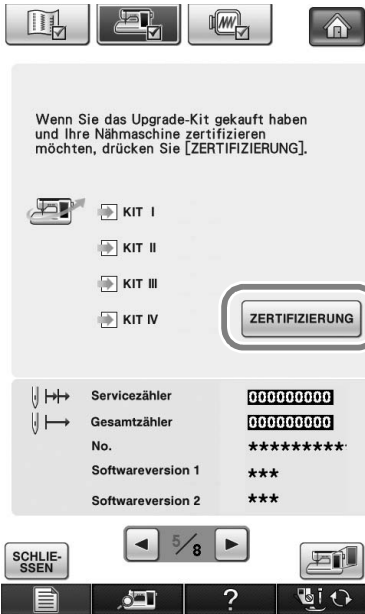 Wenn Sie das Upgrade-Kit gekauft haben
und Ihre Nähmaschine zertifizieren
möchten, drücken Sie [ZERTIFIZIERUNG].
KIT I
KIT II
KIT III
KIT IV
ZERTIFIZIERUNG
Servicezähler 000000000
Gesamtzähler 000000000
No. *********
Softwareversion 1 ***
Softwareversion 2 ***
SCHLIE-
SSEN
5/8
?